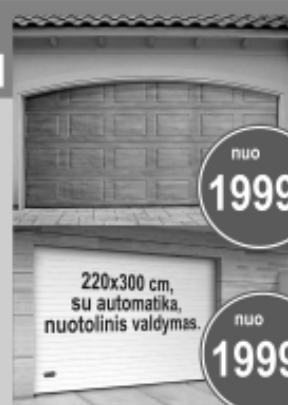 nuo
1999
220x300 cm,
su automatika,
nuotolinis valdymas.
nuo
1999